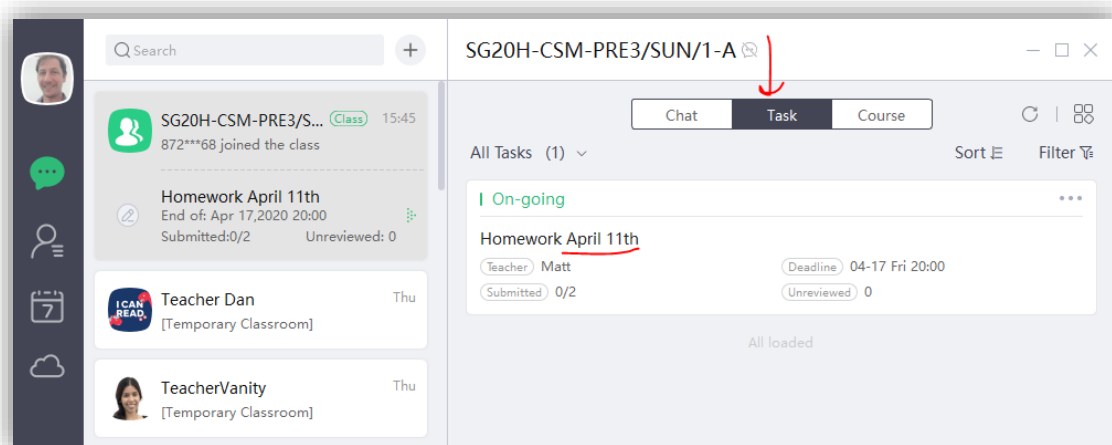 Search
+
SG20H-CSM-PRE3/S... Class 15:45
872***68 joined the class
Homework April 11th
End of: Apr 17,2020 20:00
Submitted:0/2 Unreviewed: 0
I CAN
READ
Teacher Dan Thu
[Temporary Classroom]
TeacherVanity Thu
[Temporary Classroom]
7
SG20H-CSM-PRE3/SUN/1-A
Chat Task Course
All Tasks (1)
Sort Filter
On-going
Homework April 11th
Teacher Matt Deadline 04-17 Fri 20:00
Submitted 0/2 Unreviewed 0
All loaded